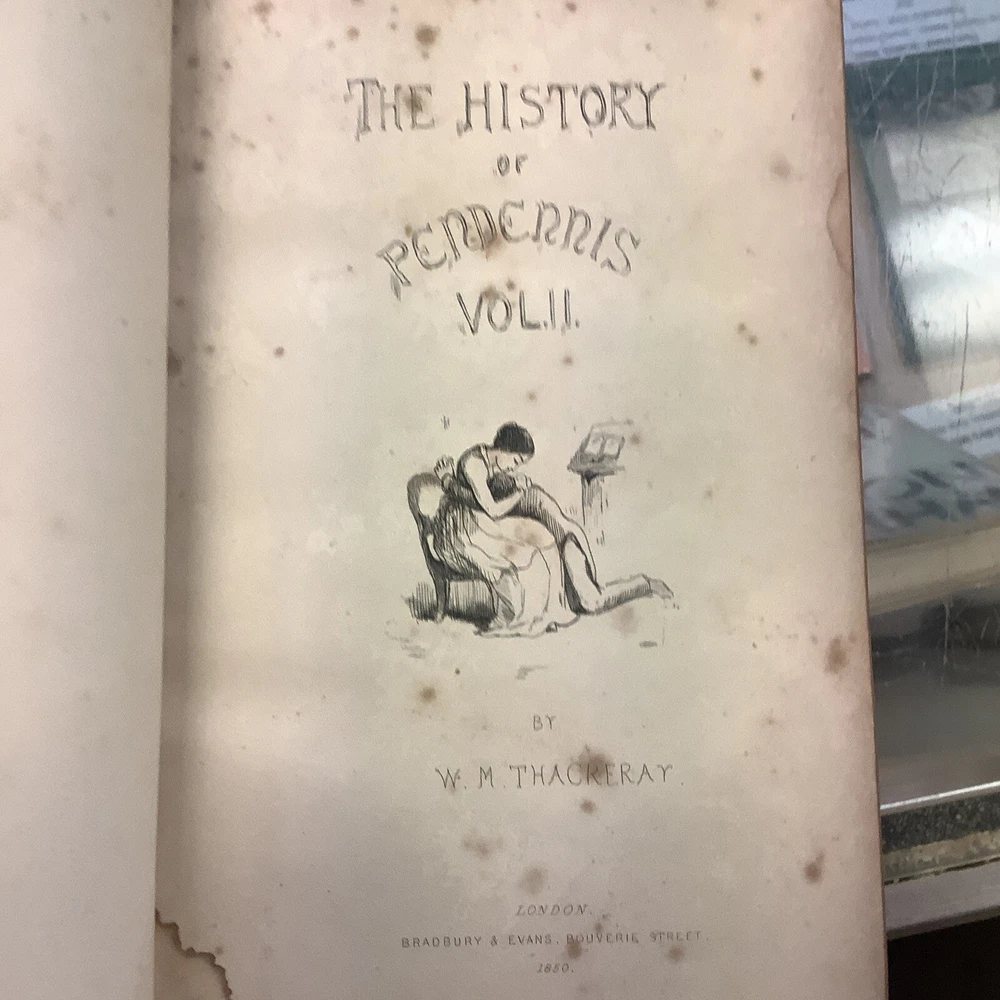 THE HISTORY
OF
PENDENNIS
VOL.II.
BY
W. M. THACKERAY.
LONDON.
BRADBURY & EVANS, BOUVERIE STREET.
1850.